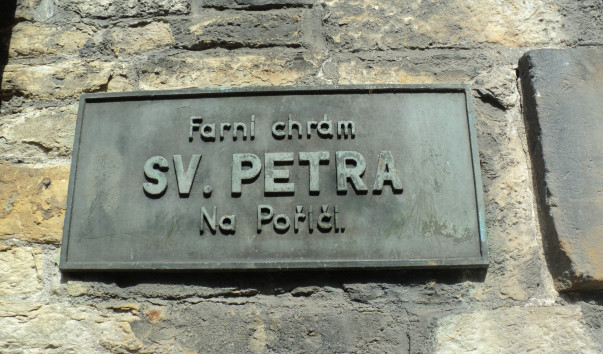 Farní chrám
SV. PETRA
Na Poříčí.